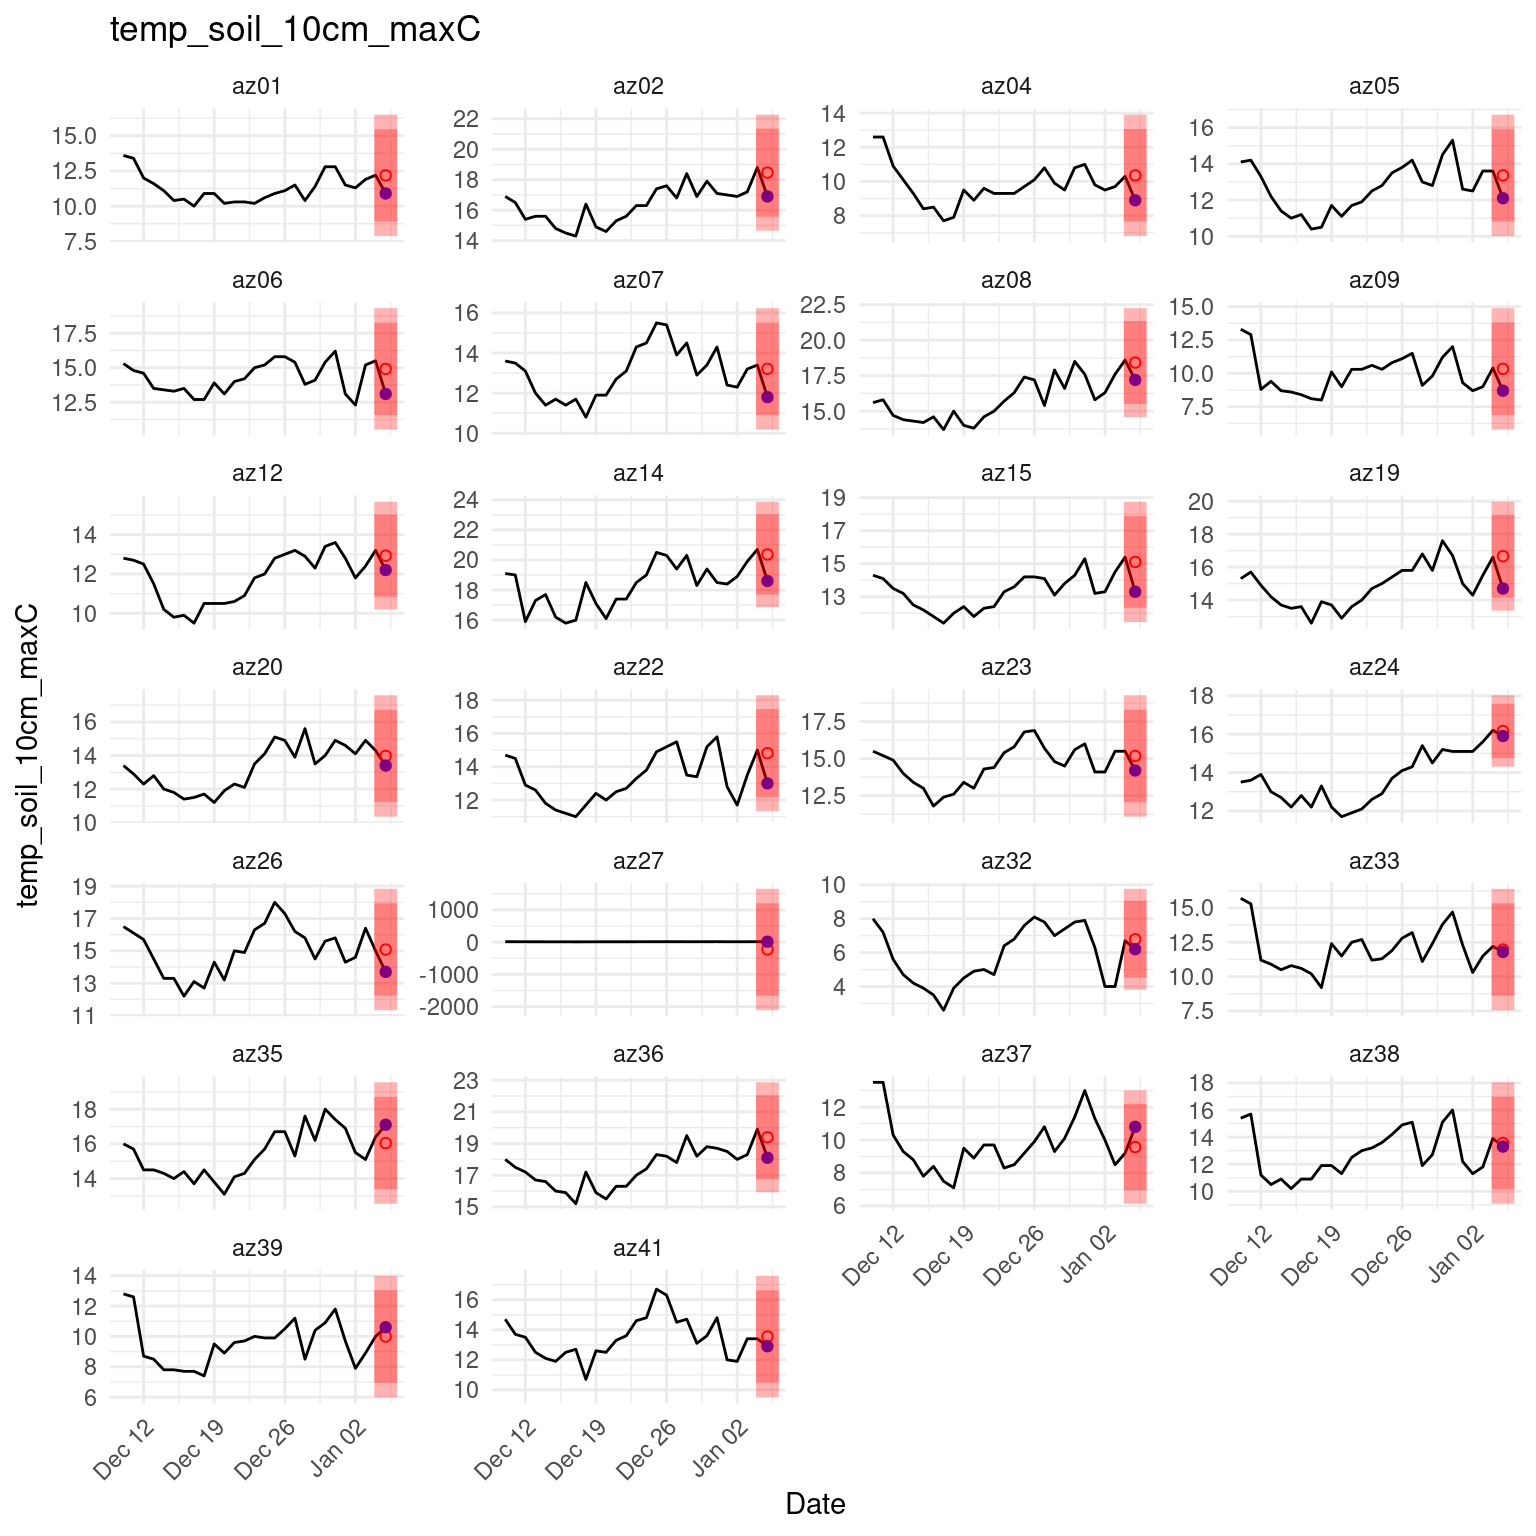 temp_soil_10cm_maxC
az01 az02 az04 az05
15.0 12.5 10.0 7.5
22 20 18 16 14
14 12 10 8
16 14 12 10
az06 az07 az08 az09
17.5 15.0 12.5
16 14 12 10
22.5 20.0 17.5 15.0
15.0 12.5 10.0 7.5
az12 az14 az15 az19
14 12 10
24 22 20 18 16
19 17 15 13
20 18 16 14
az20 az22 az23 az24
16 14 12 10
18 16 14 12
17.5 15.0 12.5
18 16 14 12
az26 az27 az32 az33
19 17 15 13 11
1000 0 -1000 -2000
10 8 6 4
15.0 12.5 10.0 7.5
az35 az36 az37 az38
18 16 14
23 21 19 17 15
12 10 8 6
18 16 14 12 10
Dec 12 Dec 19 Dec 26 Jan 02
Dec 12 Dec 19 Dec 26 Jan 02
az39 az41
14 12 10 8 6
16 14 12 10
Dec 12 Dec 19 Dec 26 Jan 02
Dec 12 Dec 19 Dec 26 Jan 02
temp_soil_10cm_maxC
Date